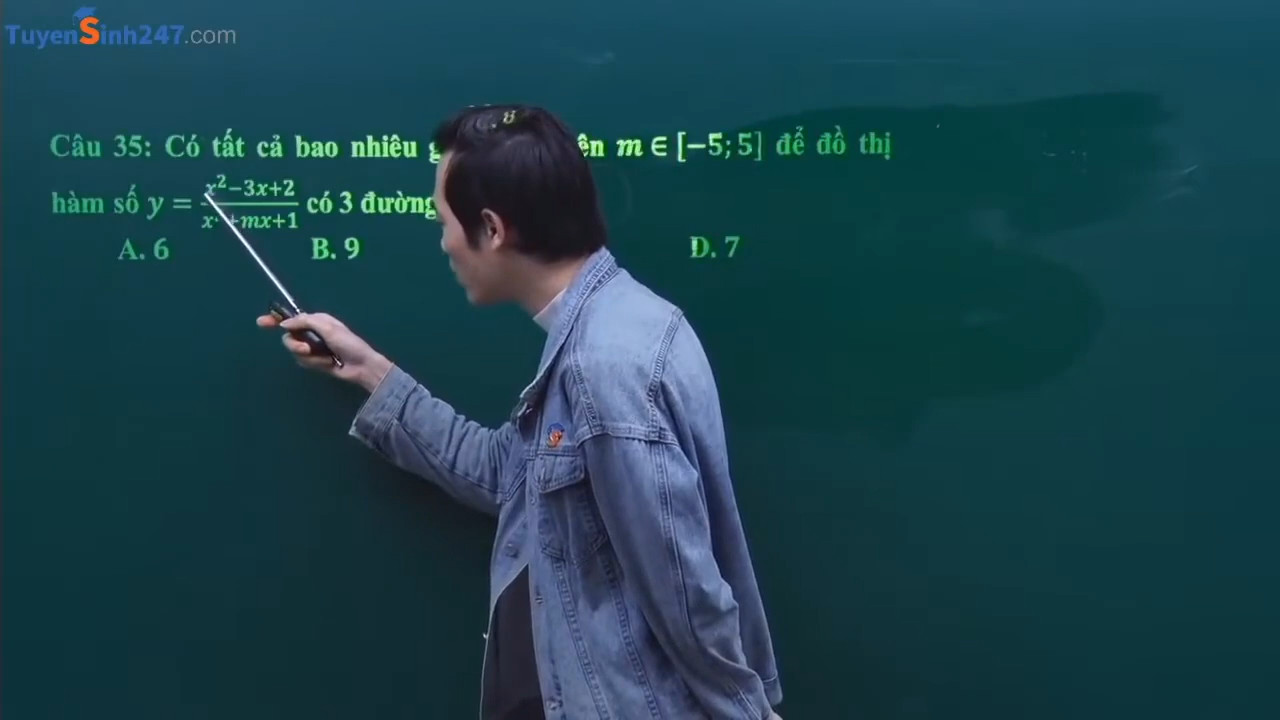 TuyenSinh247.com
Câu 35: Có tất cả bao nhiêu m ∈ [−5; 5] để đồ thị
hàm số y = x²−3x+2 / +mx+1 có 3 đường
A. 6 B. 9 D. 7